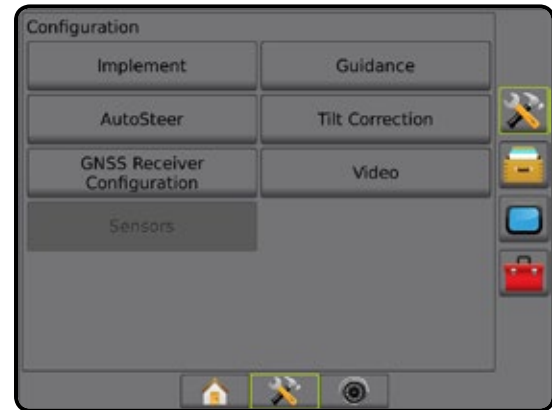 Configuration
Implement
Guidance
AutoSteer
Tilt Correction
GNSS Receiver
Configuration
Video
Sensors